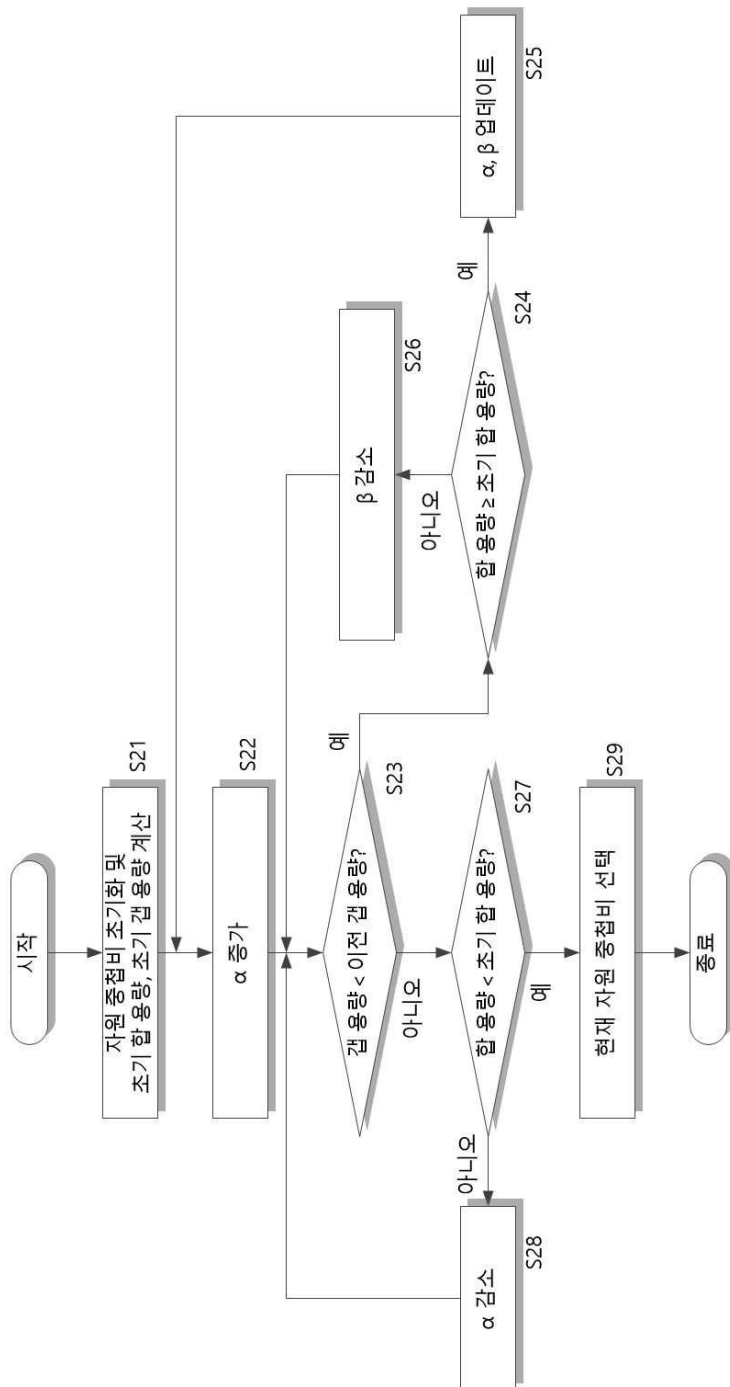 시작
자원 중첩비 초기화 및
초기 합 용량, 초기 갭 용량 계산
S21
α 증가
S22
갭 용량 < 이전 갭 용량?
S23
예
아니오
합 용량 ≥ 초기 합 용량?
S24
예
아니오
α, β 업데이트
S25
β 감소
S26
합 용량 < 초기 합 용량?
S27
아니오
예
α 감소
S28
현재 자원 중첩비 선택
S29
종료